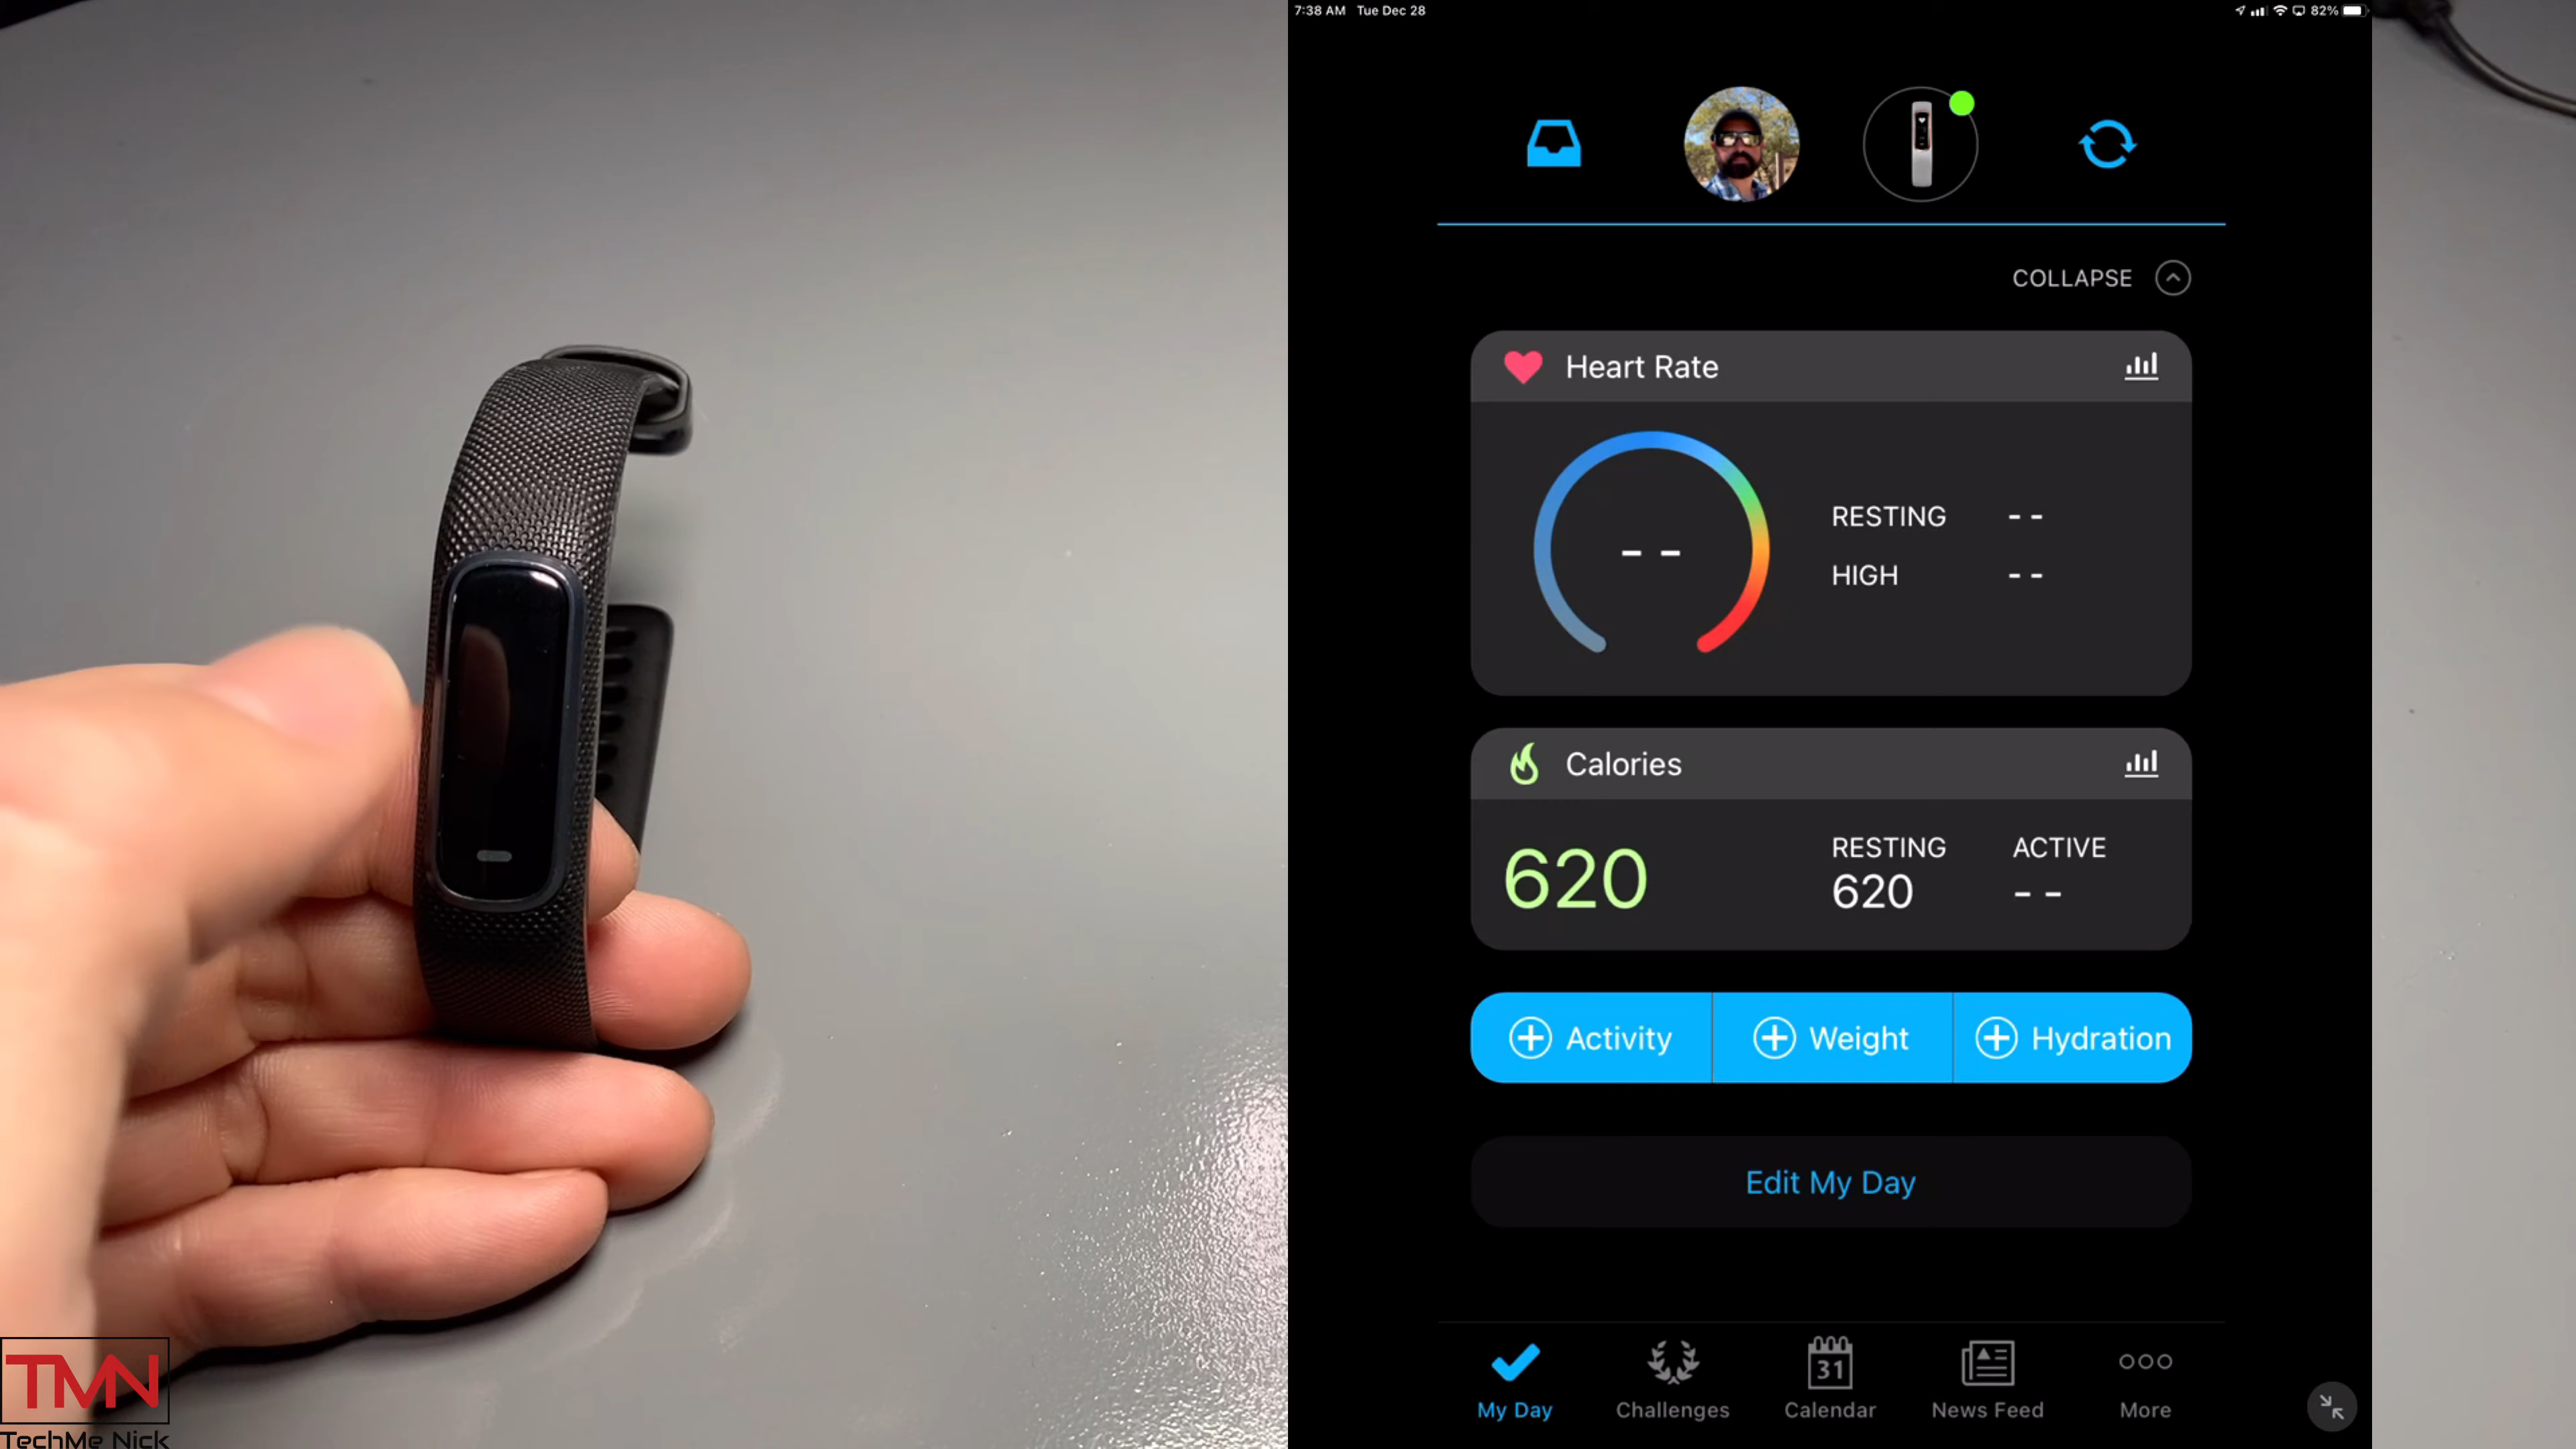 7:38 AM Tue Dec 28
82%
COLLAPSE
Heart Rate
- -
RESTING - -
HIGH - -
Calories
620
RESTING
620
ACTIVE
- -
Activity
Weight
Hydration
Edit My Day
31
My Day
Challenges
Calendar
News Feed
More
TMN
TechMe Nick